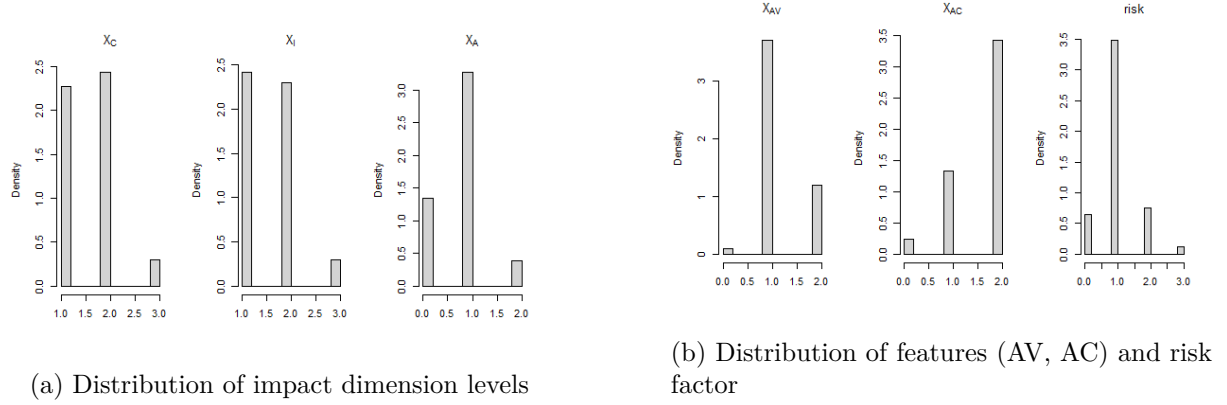 X_C
Density
0.0 0.5 1.0 1.5 2.0 2.5
1.0 1.5 2.0 2.5 3.0
X_I
0.0 0.5 1.0 1.5 2.0 2.5
1.0 1.5 2.0 2.5 3.0
X_A
Density
0.0 0.5 1.0 1.5 2.0 2.5 3.0
0.0 0.5 1.0 1.5 2.0
(a) Distribution of impact dimension levels
X_AV
Density
0 1 2 3
0.0 0.5 1.0 1.5 2.0
X_AC
Density
0.0 0.5 1.0 1.5 2.0 2.5 3.0 3.5
0.0 0.5 1.0 1.5 2.0
risk
Density
0.0 0.5 1.0 1.5 2.0 2.5 3.0 3.5
0.0 1.0 2.0 3.0
(b) Distribution of features (AV, AC) and risk
factor